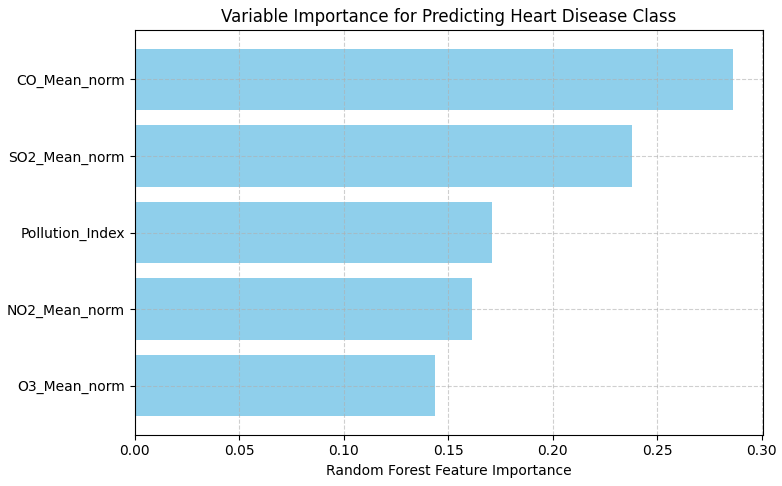 Variable Importance for Predicting Heart Disease Class
CO_Mean_norm
SO2_Mean_norm
Pollution_Index
NO2_Mean_norm
O3_Mean_norm
0.00 0.05 0.10 0.15 0.20 0.25 0.30
Random Forest Feature Importance